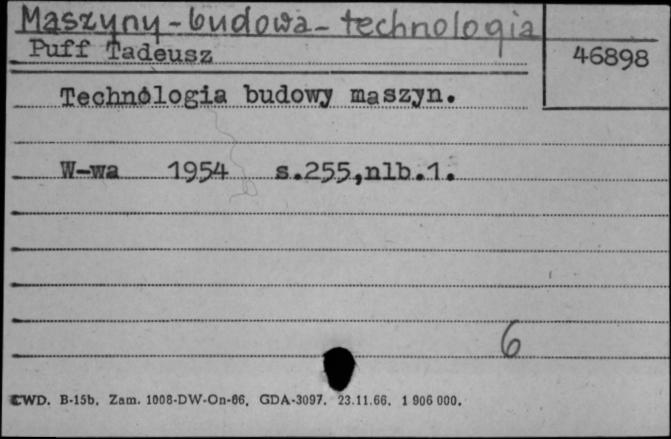 Maszyny - budowa - technologia
Puff Tadeusz
46898
Technologia budowy maszyn.
W-wa 1954 s.255,nlb.1.
6
CWD. B-15b. Zam. 1008-DW-On-66. GDA-3097. 23.11.66. 1 906 000.